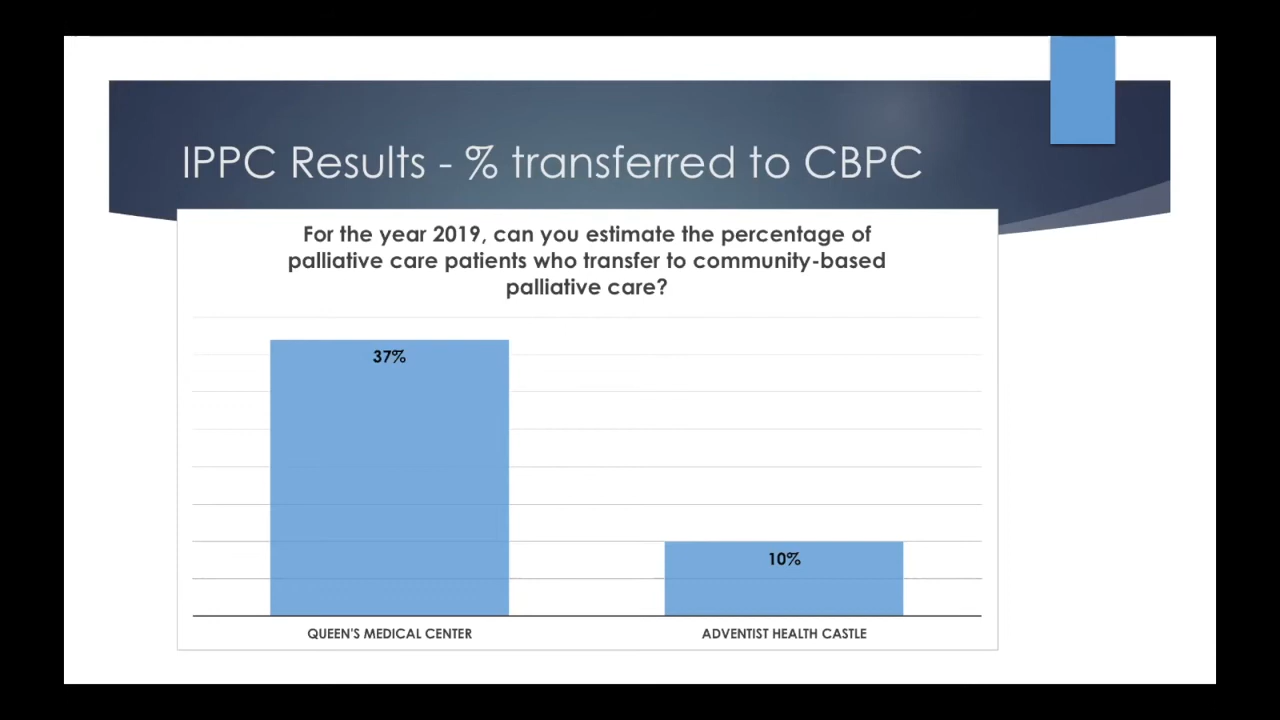 IPPC Results - % transferred to CBPC
For the year 2019, can you estimate the percentage of
palliative care patients who transfer to community-based
palliative care?
37%
10%
QUEEN'S MEDICAL CENTER
ADVENTIST HEALTH CASTLE